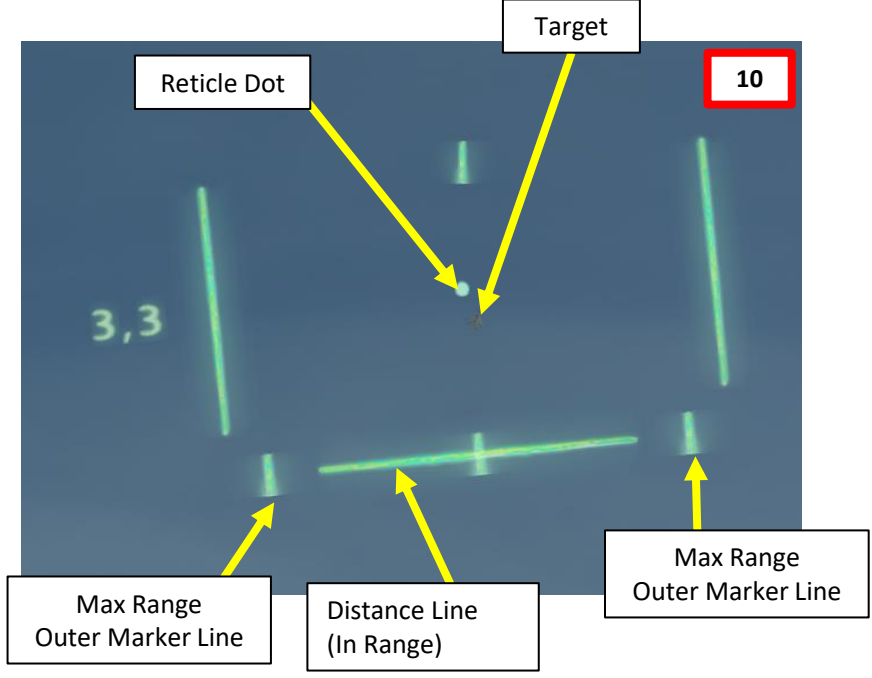 Target
Reticle Dot
10
3,3
Max Range
Outer Marker Line
Distance Line
(In Range)
Max Range
Outer Marker Line